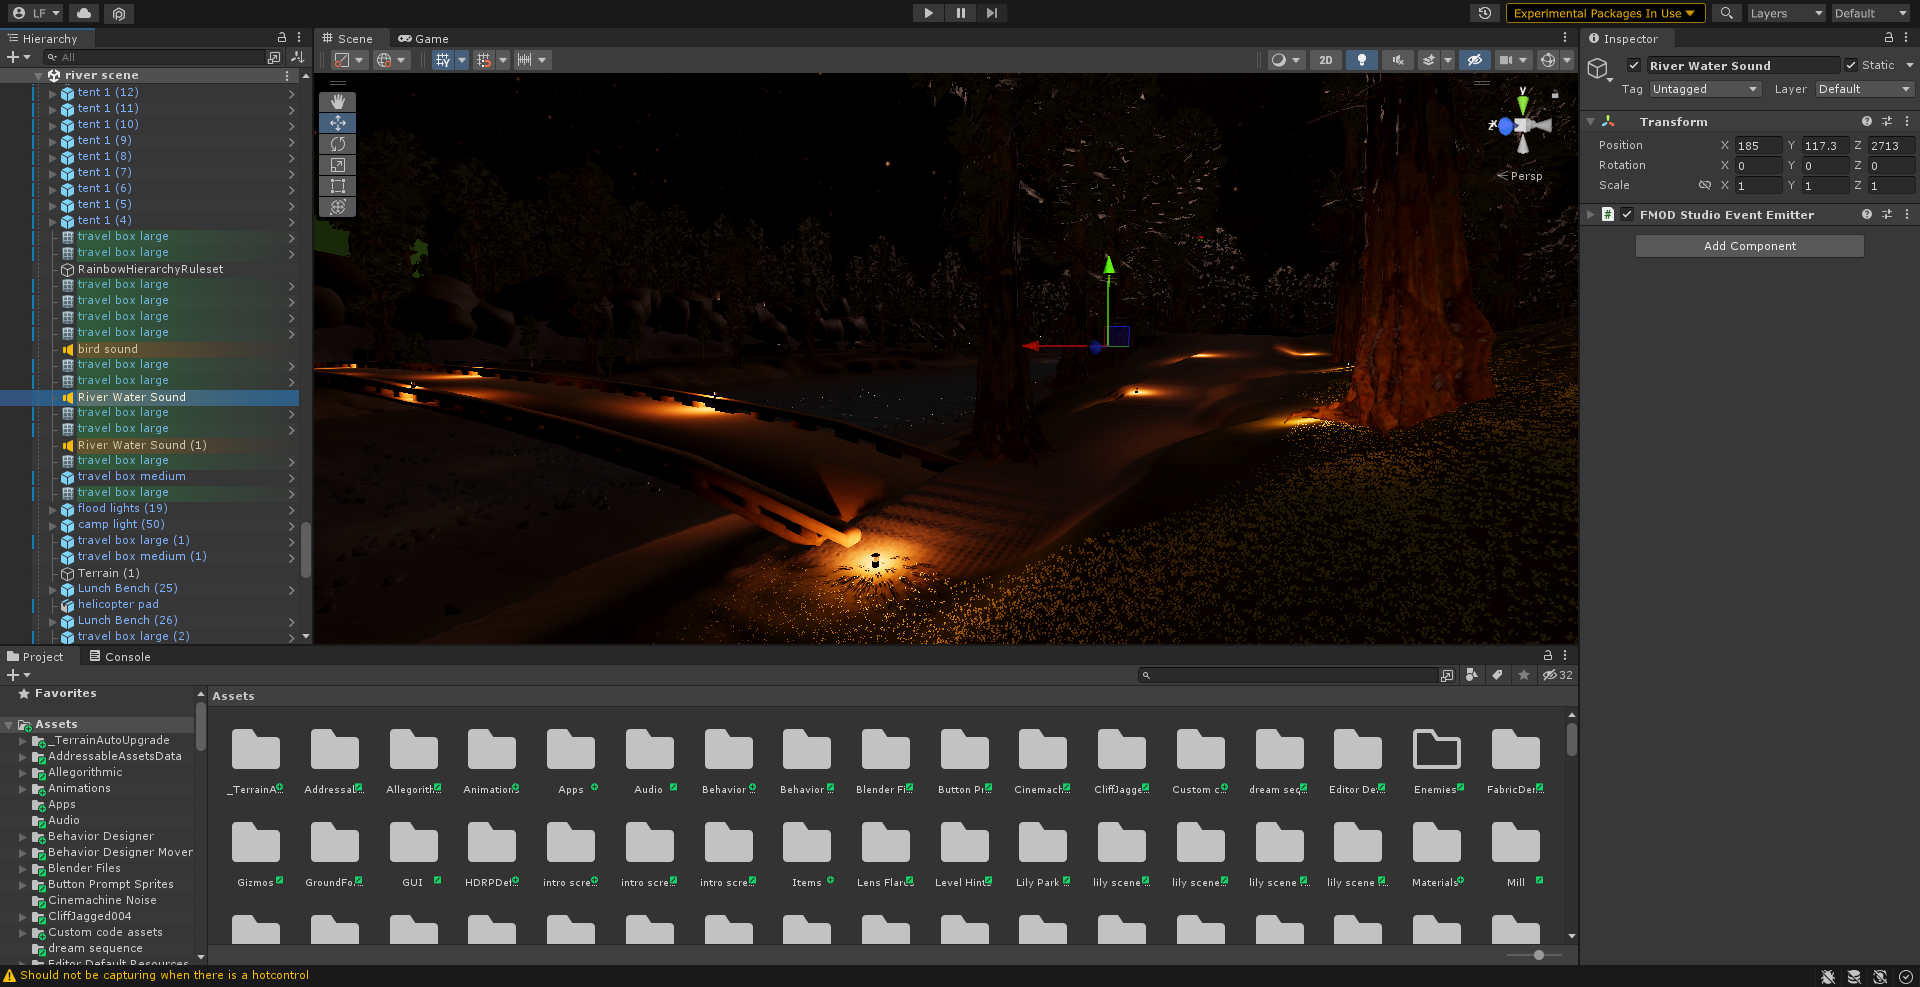 LF
Experimental Packages In Use
Layers
Default
Hierarchy
All
river scene
tent 1 (12)
tent 1 (11)
tent 1 (10)
tent 1 (9)
tent 1 (8)
tent 1 (7)
tent 1 (6)
tent 1 (5)
tent 1 (4)
travel box large
travel box large
RainbowHierarchyRuleset
travel box large
travel box large
travel box large
travel box large
bird sound
travel box large
travel box large
River Water Sound
travel box large
travel box large
River Water Sound (1)
travel box large
travel box medium
travel box large
flood lights (19)
camp light (50)
travel box large (1)
travel box medium (1)
Terrain (1)
Lunch Bench (25)
helicopter pad
Lunch Bench (26)
travel box large (2)
Scene
Game
2D
y
x
z
Persp
Inspector
River Water Sound
Static
Tag Untagged
Layer Default
Transform
Position X 185 Y 117.3 Z 2713
Rotation X 0 Y 0 Z 0
Scale X 1 Y 1 Z 1
FMOD Studio Event Emitter
Add Component
Project
Console
32
Favorites
Assets
_TerrainAutoUpgrade
AddressableAssetsData
Allegorithmic
Animations
Apps
Audio
Behavior Designer
Behavior Designer Mover
Blender Files
Button Prompt Sprites
Cinemachine Noise
CliffJagged004
Custom code assets
dream sequence
Editor Default Resources
Assets
_TerrainA...
Addressal...
Allegorith...
Animations
Apps
Audio
Behavior ...
Behavior ...
Blender Fi...
Button Pr...
Cinemach...
CliffJagge...
Custom c...
dream seq...
Editor De...
Enemies
FabricDer...
Gizmos
GroundFo...
GUI
HDRPDef...
intro scre...
intro scre...
intro scre...
Items
Lens Flares
Level Hints
Lily Park ...
lily scene...
lily scene...
lily scene ...
lily scene ...
Materials
Mill
Should not be capturing when there is a hotcontrol